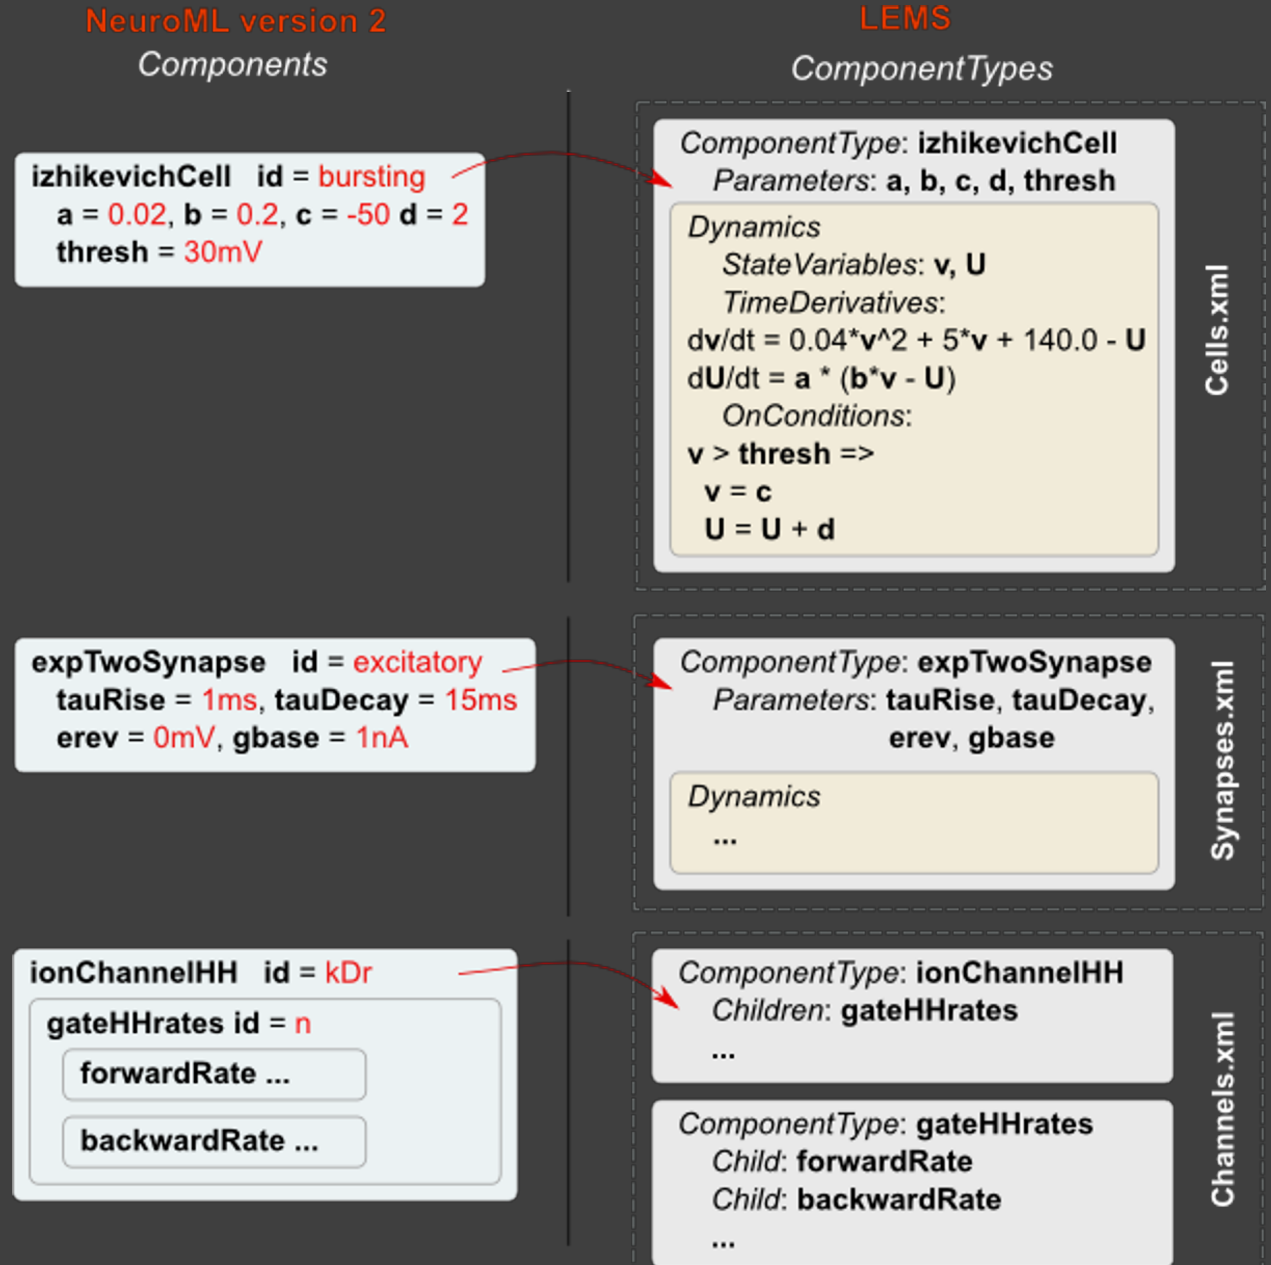 NeuroML version 2
Components
LEMS
ComponentTypes
izhikevichCell id = bursting
a = 0.02, b = 0.2, c = -50 d = 2
thresh = 30mV
ComponentType: izhikevichCell
Parameters: a, b, c, d, thresh
Dynamics
StateVariables: v, U
TimeDerivatives:
dv/dt = 0.04*v^2 + 5*v + 140.0 - U
dU/dt = a * (b*v - U)
OnConditions:
v > thresh =>
v = c
U = U + d
Cells.xml
expTwoSynapse id = excitatory
tauRise = 1ms, tauDecay = 15ms
erev = 0mV, gbase = 1nA
ComponentType: expTwoSynapse
Parameters: tauRise, tauDecay,
erev, gbase
Dynamics
...
Synapses.xml
ionChannelHH id = kDr
gateHHrates id = n
forwardRate ...
backwardRate ...
ComponentType: ionChannelHH
Children: gateHHrates
...
ComponentType: gateHHrates
Child: forwardRate
Child: backwardRate
...
Channels.xml